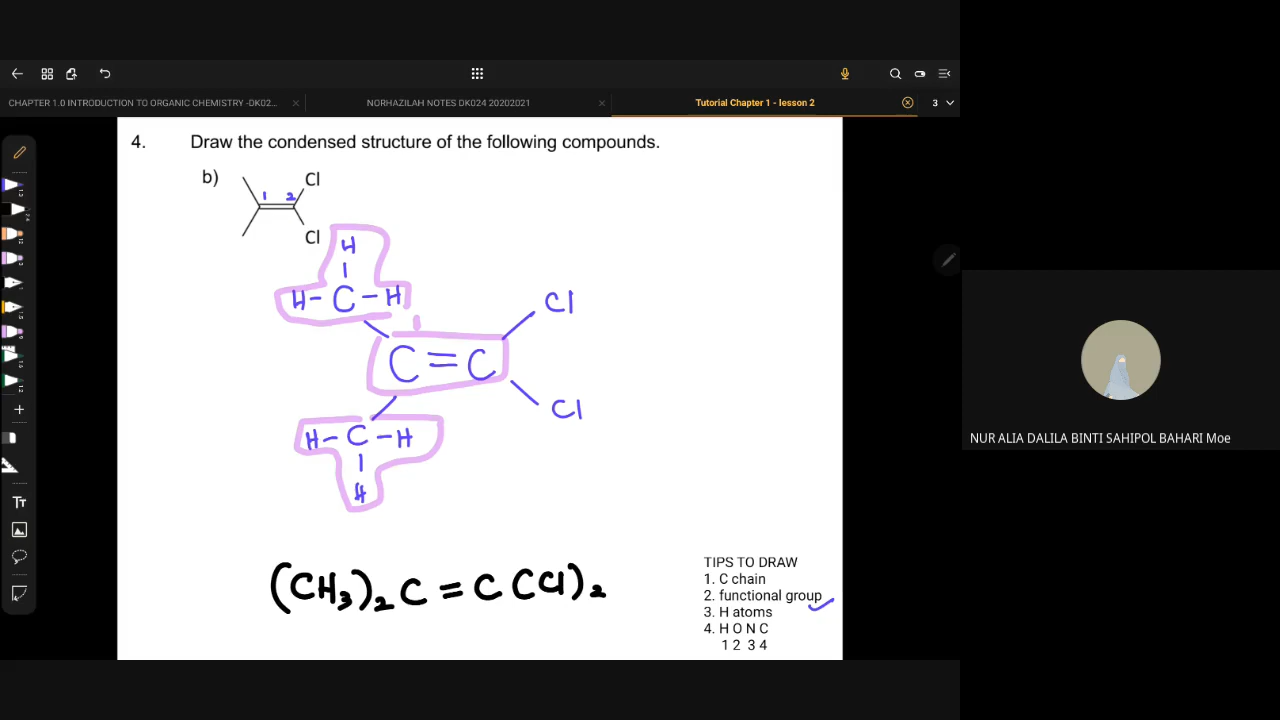 CHAPTER 1.0 INTRODUCTION TO ORGANIC CHEMISTRY -DK02...
NORHAZILAH NOTES DK024 20202021
Tutorial Chapter 1 - lesson 2
3
4. Draw the condensed structure of the following compounds.
b)
Cl
1 2
Cl
H
H - C - H
Cl
C = C
Cl
H - C - H
H
(CH₃)₂ C = C (Cl)₂
TIPS TO DRAW
1. C chain
2. functional group
3. H atoms
4. H O N C
1 2 3 4
Tт
NUR ALIA DALILA BINTI SAHIPOL BAHARI Moe